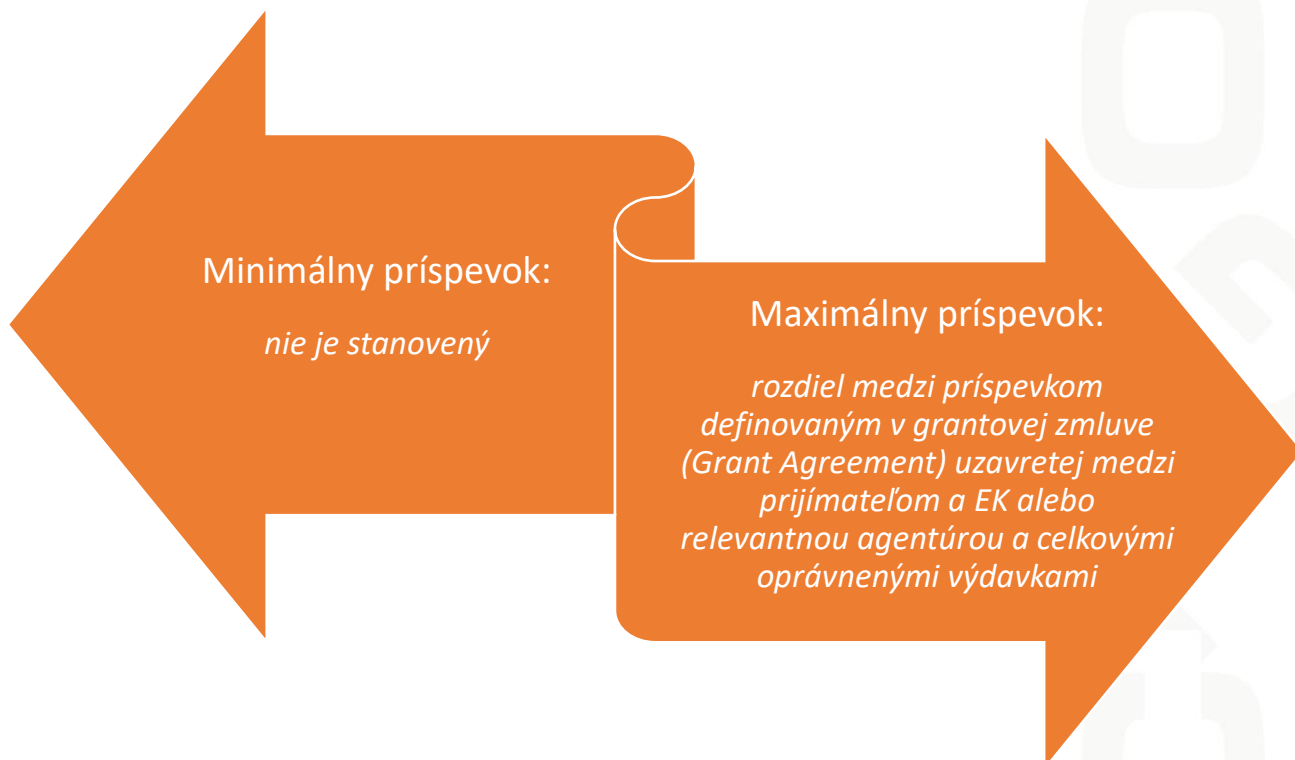 Minimálny príspevok:
nie je stanovený
Maximálny príspevok:
rozdiel medzi príspevkom
definovaným v grantovej zmluve
(Grant Agreement) uzavretej medzi
prijímateľom a EK alebo
relevantnou agentúrou a celkovými
oprávnenými výdavkami